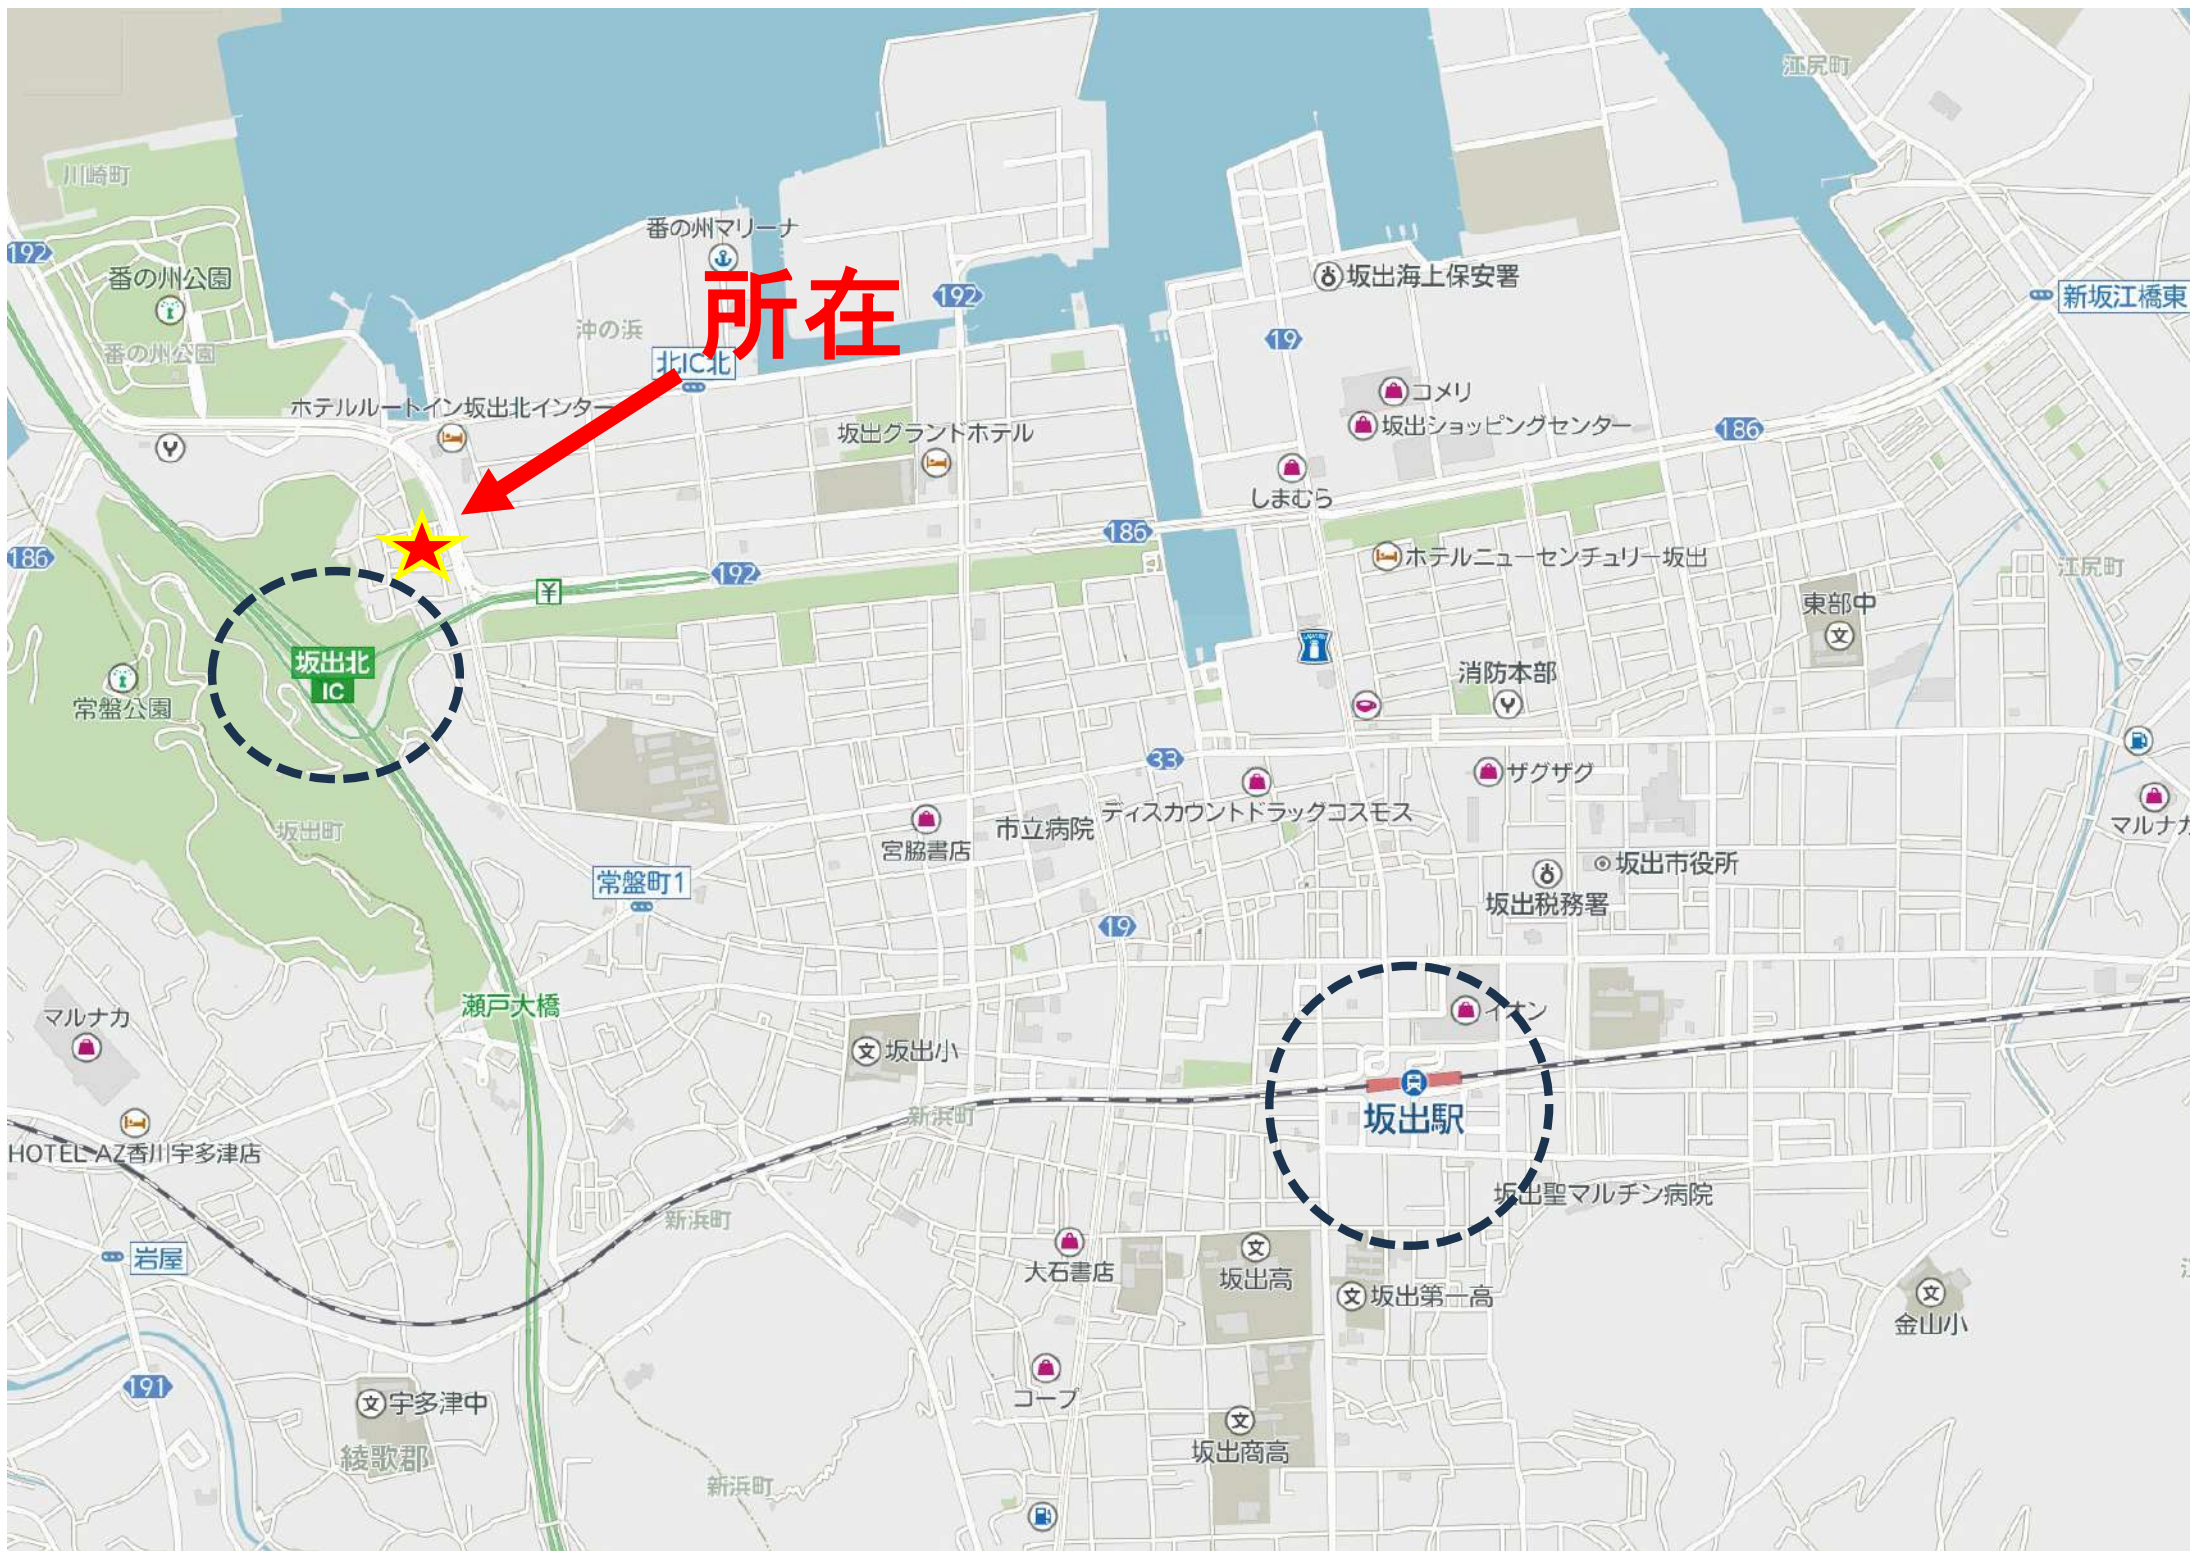 江尻町
川崎町
番の州マリーナ
192
番の州公園
所在
192
坂出海上保安署
新坂江橋東
番の州公園
沖の浜
北IC北
19
コメリ
ホテルルートイン坂出北インター
坂出グランドホテル
坂出ショッピングセンター
186
しまむら
186
186
192
¥
ホテルニューセンチュリー坂出
江尻町
東部中
文
坂出北
IC
消防本部
常盤公園
33
ザグザグ
坂出町
宮脇書店
市立病院
ディスカウントドラッグコスモス
マルナカ
常盤町1
坂出市役所
坂出税務署
19
瀬戸大橋
マルナカ
イオン
文坂出小
新浜町
坂出駅
HOTEL AZ香川宇多津店
坂出聖マルチン病院
新浜町
岩屋
大石書店
文
坂出高
文坂出第一高
文
金山小
191
コープ
文宇多津中
文
坂出商高
綾歌郡
新浜町